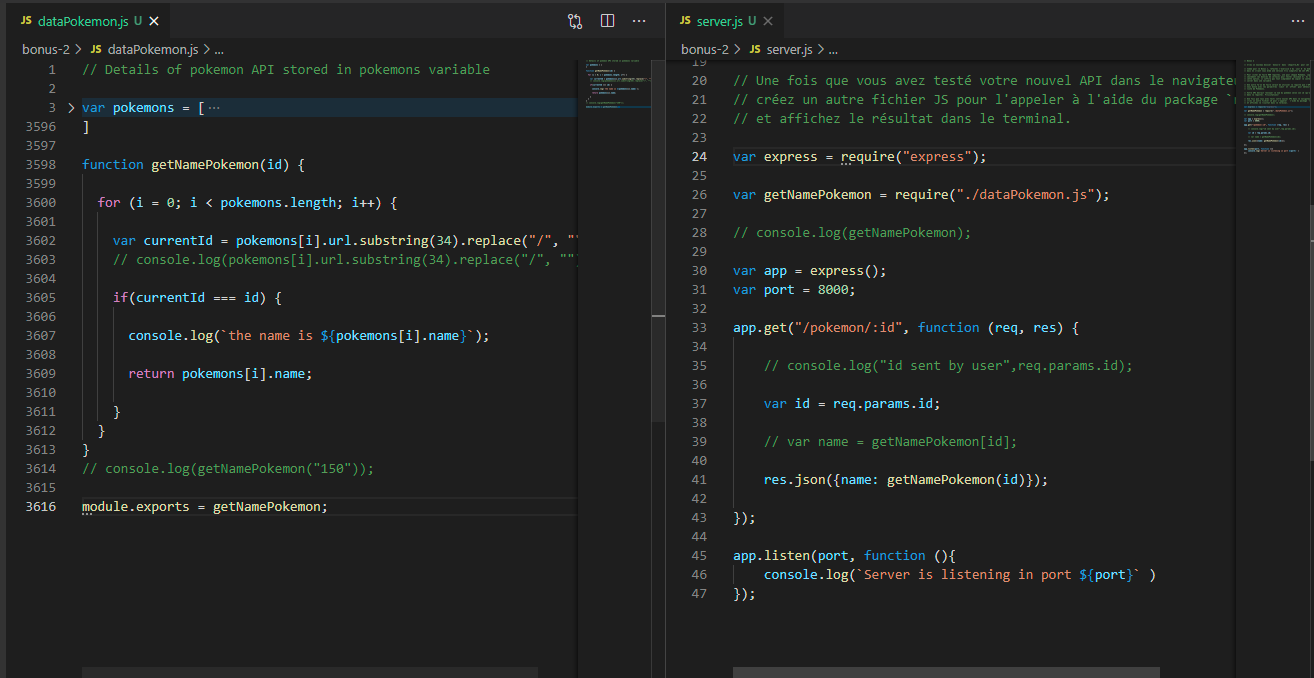 JS dataPokemon.js U ×
bonus-2 > JS dataPokemon.js > ...
1 // Details of pokemon API stored in pokemons variable
2
3 > var pokemons = [ ···
3596 ]
3597
3598 function getNamePokemon(id) {
3599
3600 for (i = 0; i < pokemons.length; i++) {
3601
3602 var currentId = pokemons[i].url.substring(34).replace("/", "
3603 // console.log(pokemons[i].url.substring(34).replace("/", "")
3604
3605 if(currentId === id) {
3606
3607 console.log(`the name is ${pokemons[i].name}`);
3608
3609 return pokemons[i].name;
3610
3611 }
3612 }
3613 }
3614 // console.log(getNamePokemon("150"));
3615
3616 module.exports = getNamePokemon;
JS server.js U ×
bonus-2 > JS server.js > ...
19
20 // Une fois que vous avez testé votre nouvel API dans le navigate
21 // créez un autre fichier JS pour l'appeler à l'aide du package `
22 // et affichez le résultat dans le terminal.
23
24 var express = require("express");
25
26 var getNamePokemon = require("./dataPokemon.js");
27
28 // console.log(getNamePokemon);
29
30 var app = express();
31 var port = 8000;
32
33 app.get("/pokemon/:id", function (req, res) {
34
35 // console.log("id sent by user",req.params.id);
36
37 var id = req.params.id;
38
39 // var name = getNamePokemon[id];
40
41 res.json({name: getNamePokemon(id)});
42
43 });
44
45 app.listen(port, function (){
46 console.log(`Server is listening in port ${port}` )
47 });